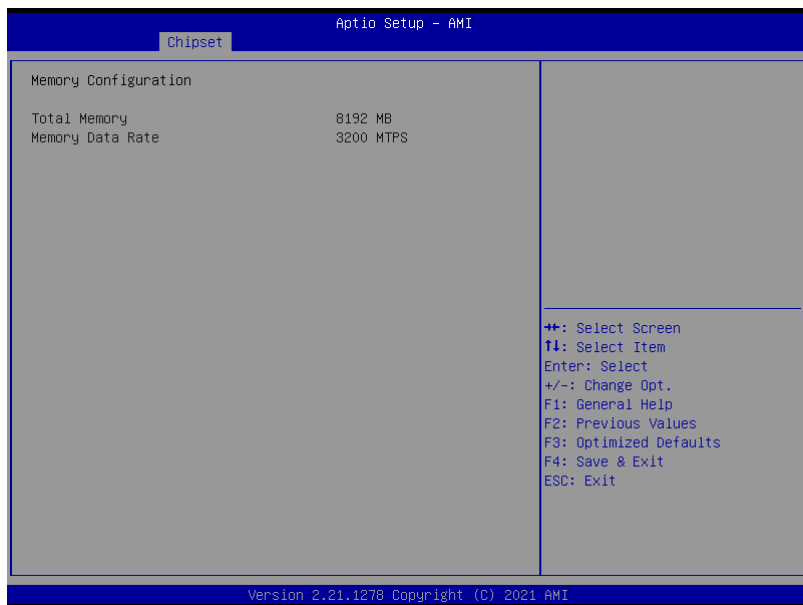 Aptio Setup – AMI
Chipset
Memory Configuration
Total Memory 8192 MB
Memory Data Rate 3200 MTPS
→←: Select Screen
↑↓: Select Item
Enter: Select
+/-: Change Opt.
F1: General Help
F2: Previous Values
F3: Optimized Defaults
F4: Save & Exit
ESC: Exit
Version 2.21.1278 Copyright (C) 2021 AMI